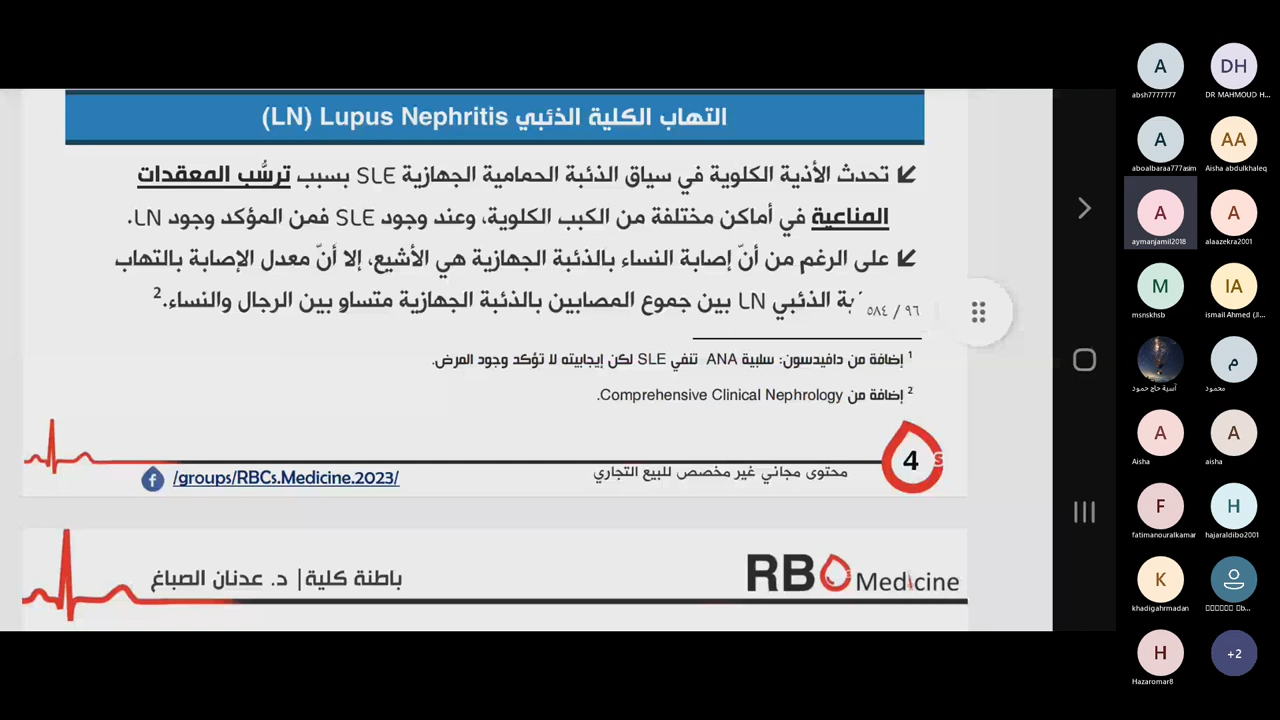 التهاب الكلية الذئبي Lupus Nephritis (LN)
تحدث الأذية الكلوية في سياق الذئبة الحمامية الجهازية SLE بسبب ترسُّب المعقدات
المناعية في أماكن مختلفة من الكبب الكلوية، وعند وجود SLE فمن المؤكد وجود LN.
على الرغم من أنّ إصابة النساء بالذئبة الجهازية هي الأشيع، إلا أنّ معدل الإصابة بالتهاب
الذئبي LN بين جموع المصابين بالذئبة الجهازية متساوٍ بين الرجال والنساء.2
٩٦ / ٥٨٤
1 إضافة من دافيدسون: سلبية ANA تنفي SLE لكن إيجابيته لا تؤكد وجود المرض.
2 إضافة من Comprehensive Clinical Nephrology.
4
محتوى مجاني غير مخصص للبيع التجاري
/groups/RBCs.Medicine.2023/
RB Medicine
باطنة كلية | د. عدنان الصباغ
A
absh7777777
DH
DR MAHMOUD H...
A
aboalbaraa777asim
AA
Aisha abdulkhaleq
A
aymanjamil2018
A
alaazekra2001
M
msnskhsb
IA
ismail Ahmed (Jl...
آسية حاج حمود
م
محمود
A
Aisha
A
aisha
F
fatimanouralkamar
H
hajaraldibo2001
K
khadigahrmadan
H
Hazaromar8
+2